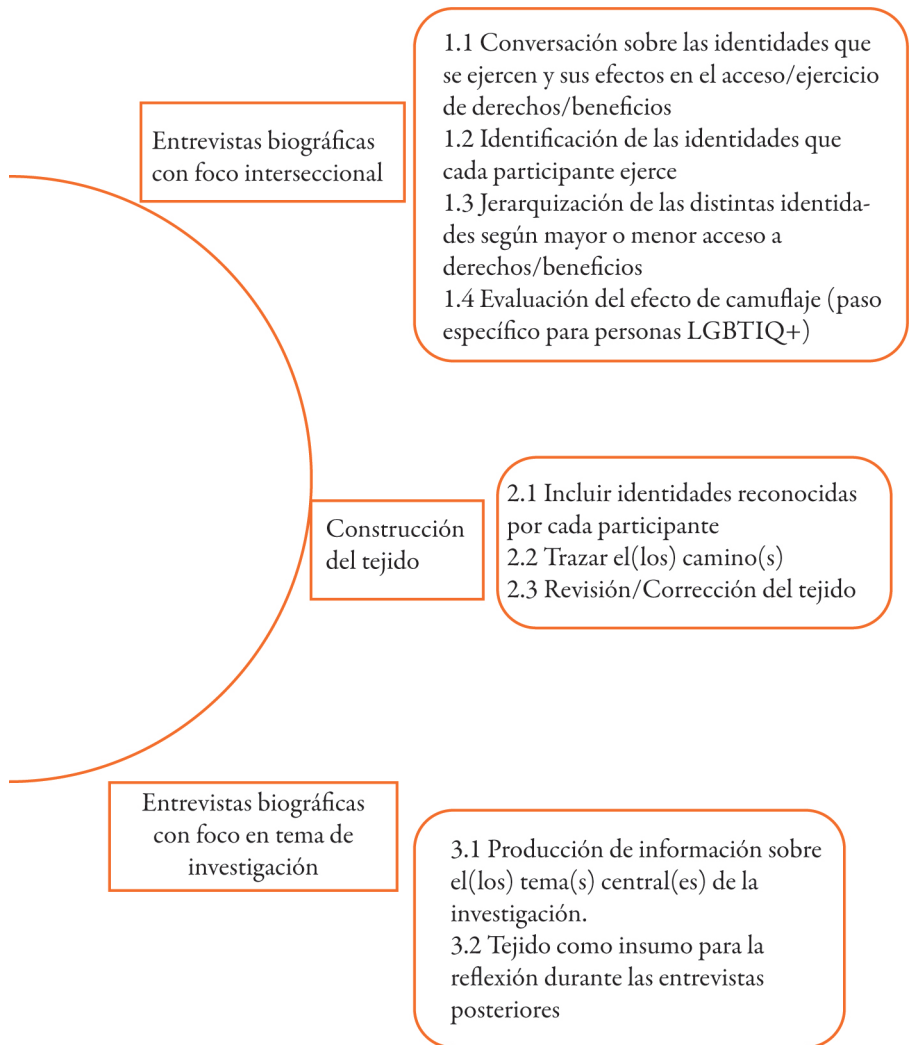 Entrevistas biográficas
con foco interseccional
1.1 Conversación sobre las identidades que
se ejercen y sus efectos en el acceso/ejercicio
de derechos/beneficios
1.2 Identificación de las identidades que
cada participante ejerce
1.3 Jerarquización de las distintas identida-
des según mayor o menor acceso a
derechos/beneficios
1.4 Evaluación del efecto de camuflaje (paso
específico para personas LGBTIQ+)
Construcción
del tejido
2.1 Incluir identidades reconocidas
por cada participante
2.2 Trazar el(los) camino(s)
2.3 Revisión/Corrección del tejido
Entrevistas biográficas
con foco en tema de
investigación
3.1 Producción de información sobre
el(los) tema(s) central(es) de la
investigación.
3.2 Tejido como insumo para la
reflexión durante las entrevistas
posteriores